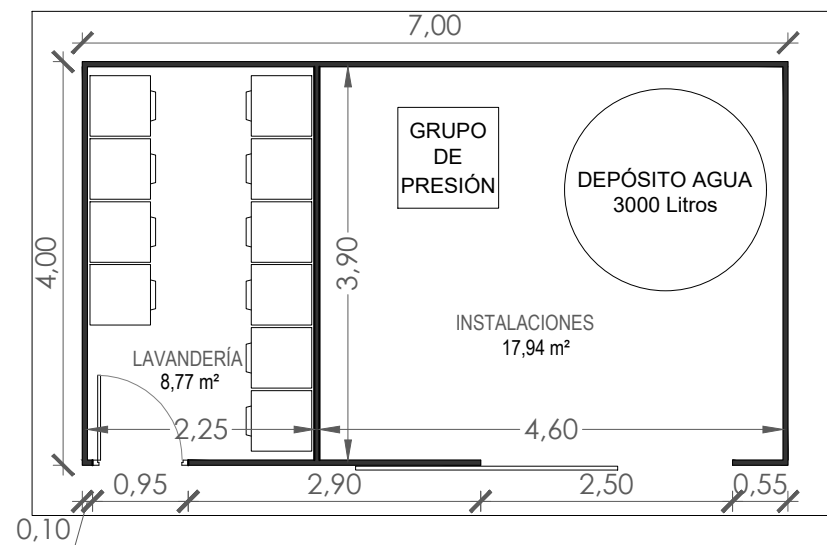 7,00
4,00
3,90
GRUPO
DE
PRESIÓN
DEPÓSITO AGUA
3000 Litros
INSTALACIONES
17,94 m²
LAVANDERÍA
8,77 m²
2,25
4,60
0,95
2,90
2,50
0,55
0,10